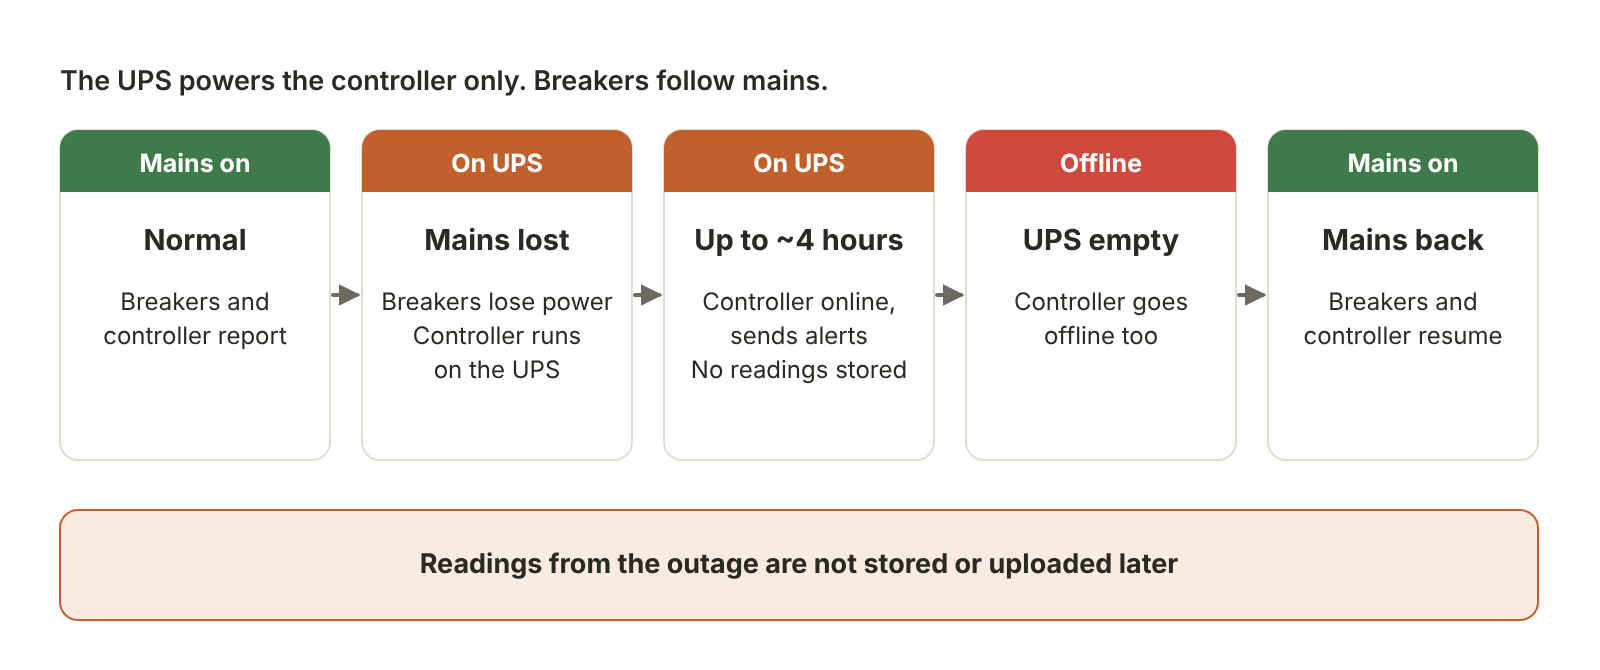 The UPS powers the controller only. Breakers follow mains.
Mains on
Normal
Breakers and
controller report
On UPS
Mains lost
Breakers lose power
Controller runs
on the UPS
On UPS
Up to ~4 hours
Controller online,
sends alerts
No readings stored
Offline
UPS empty
Controller goes
offline too
Mains on
Mains back
Breakers and
controller resume
Readings from the outage are not stored or uploaded later